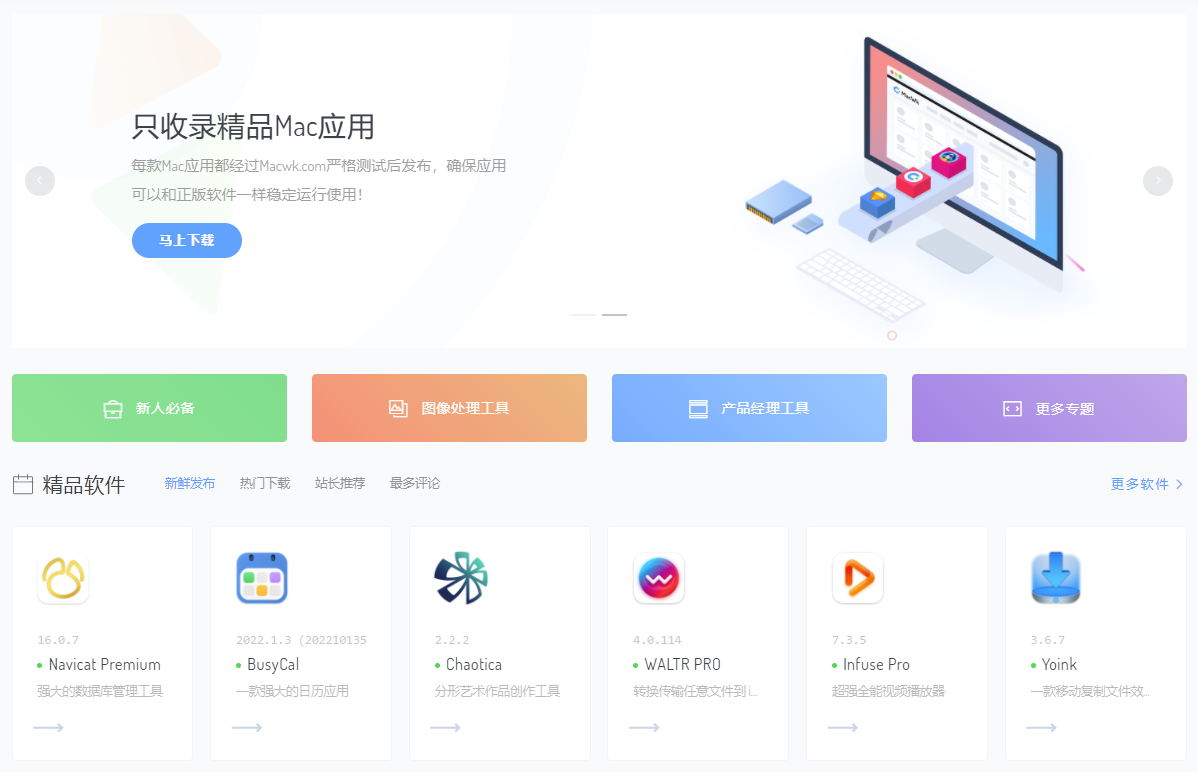 只收录精品Mac应用
每款Mac应用都经过Macwk.com严格测试后发布，确保应用
可以和正版软件一样稳定运行使用！
马上下载
新人必备
图像处理工具
产品经理工具
更多专题
精品软件
新鲜发布
热门下载
站长推荐
最多评论
更多软件
16.0.7
Navicat Premium
强大的数据库管理工具
2022.1.3 (202210135
BusyCal
一款强大的日历应用
2.2.2
Chaotica
分形艺术作品创作工具
4.0.114
WALTR PRO
转换传输任意文件到 i...
7.3.5
Infuse Pro
超强全能视频播放器
3.6.7
Yoink
一款移动复制文件效...